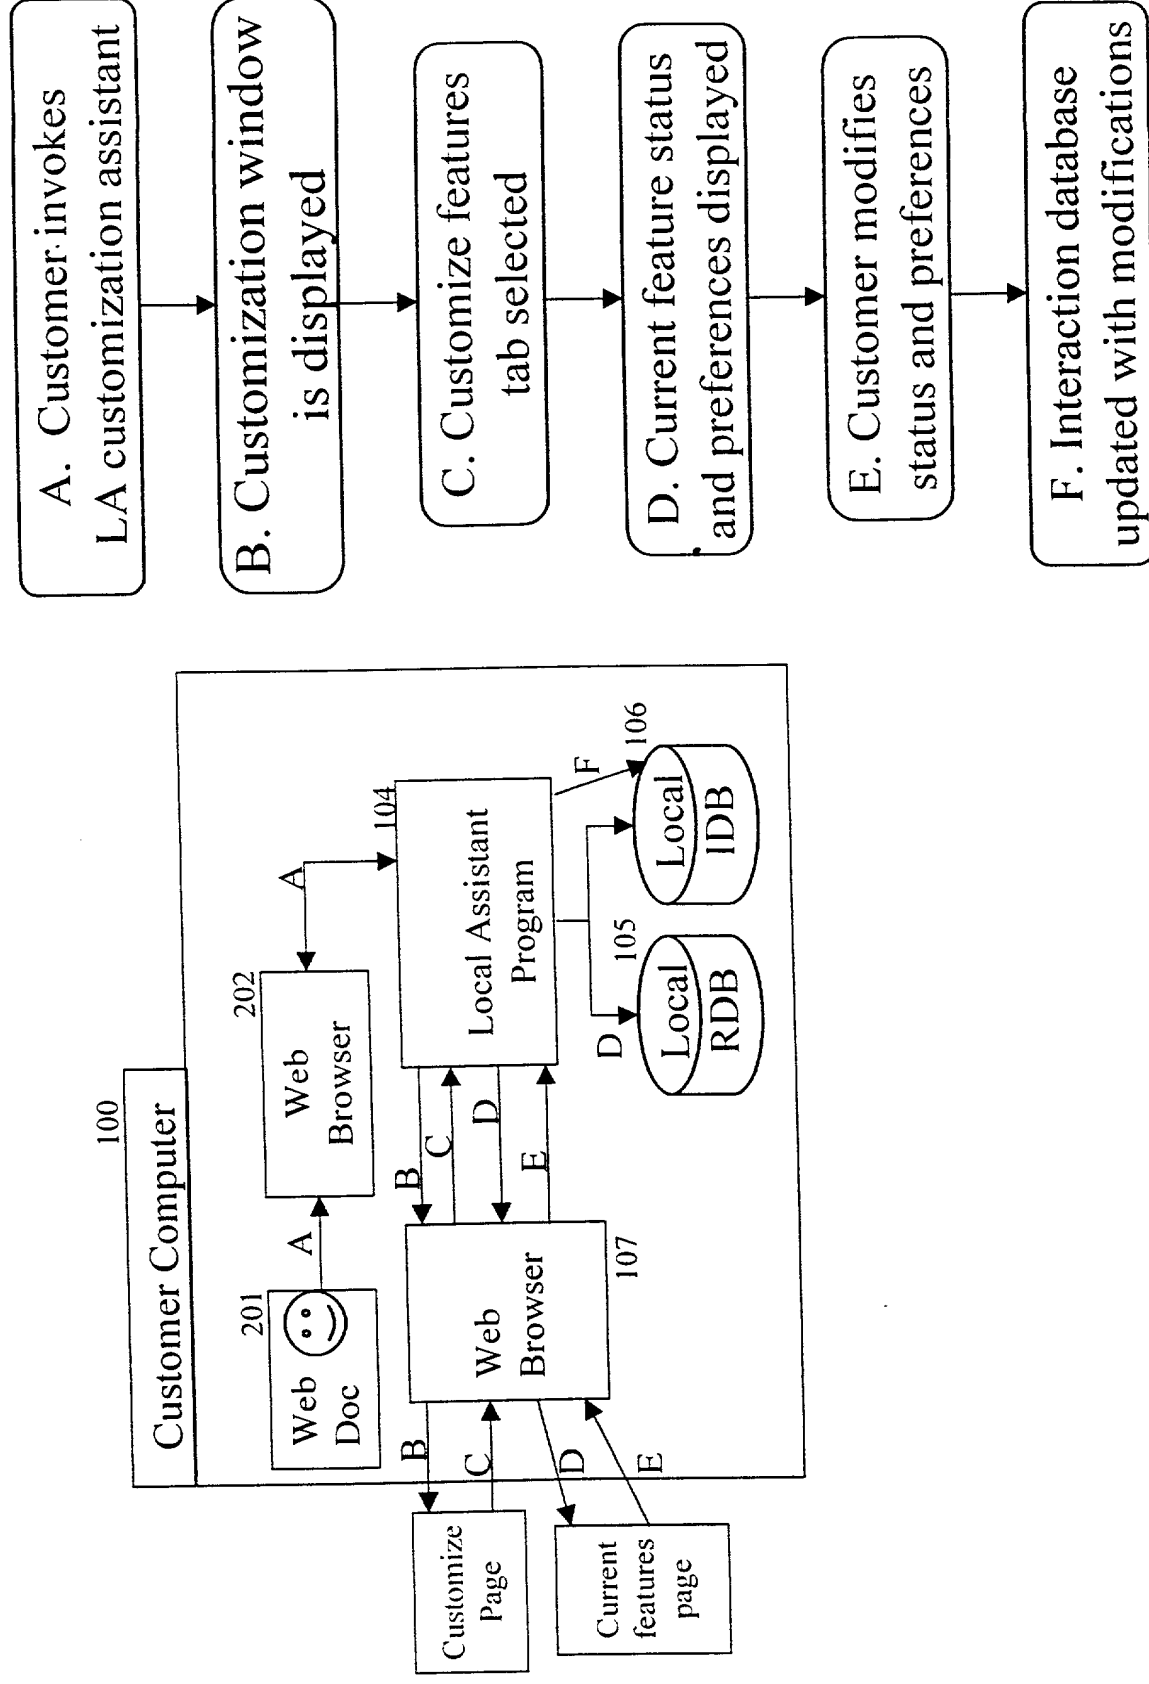 Customer Computer
100
Web
Doc
201
A
Web
Browser
202
A
Customize
Page
B
C
Web
Browser
107
B
C
D
E
Local Assistant
Program
104
Current
features
page
D
E
D
105
Local
RDB
F
106
Local
IDB
A. Customer invokes
LA customization assistant
B. Customization window
is displayed
C. Customize features
tab selected
D. Current feature status
and preferences displayed
E. Customer modifies
status and preferences
F. Interaction database
updated with modifications